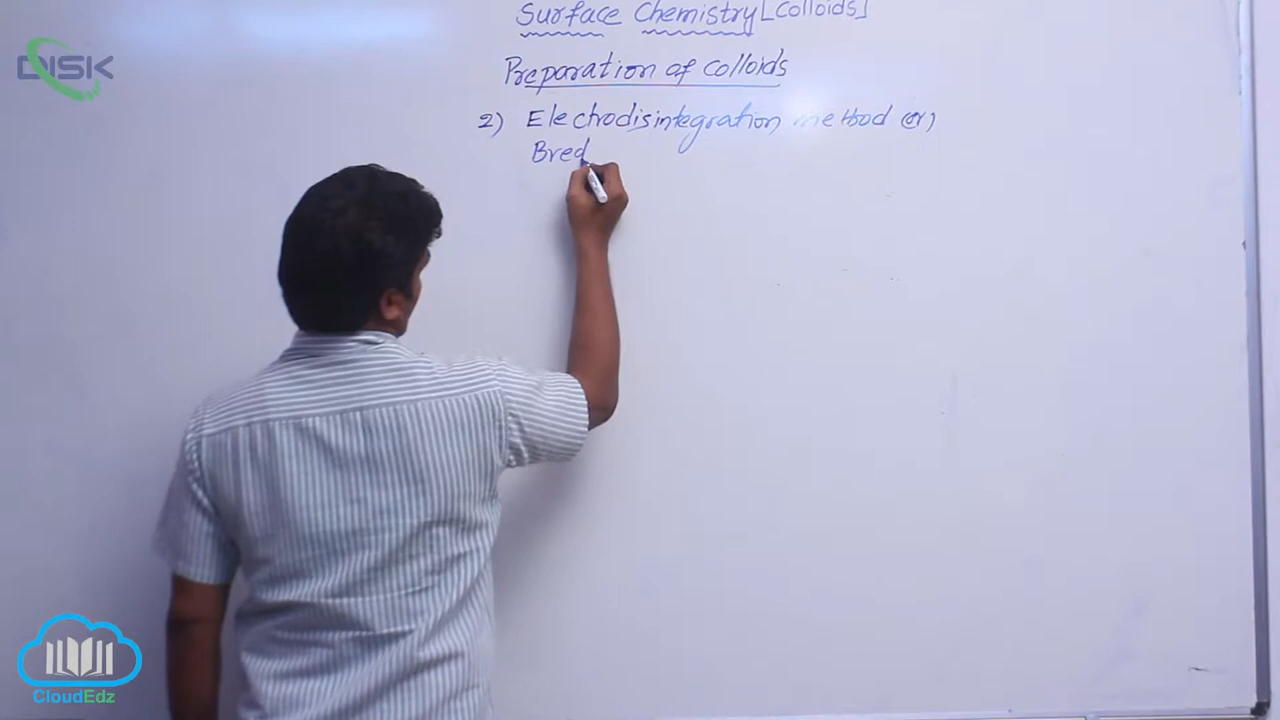 Surface Chemistry [Colloids]
DISK
Preparation of colloids
2) Electrodisintegration method (or)
Bred
CloudEdz